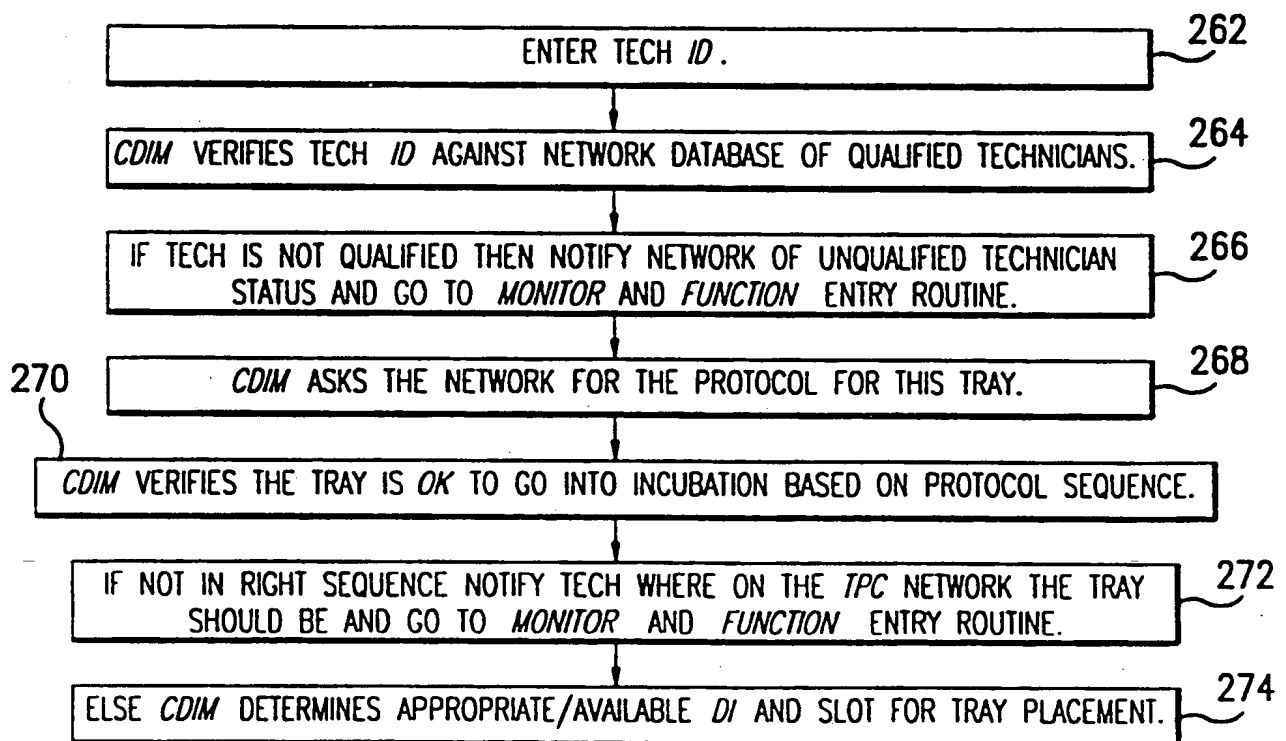 262
ENTER TECH ID.
264
CDIM VERIFIES TECH ID AGAINST NETWORK DATABASE OF QUALIFIED TECHNICIANS.
266
IF TECH IS NOT QUALIFIED THEN NOTIFY NETWORK OF UNQUALIFIED TECHNICIAN
STATUS AND GO TO MONITOR AND FUNCTION ENTRY ROUTINE.
268
CDIM ASKS THE NETWORK FOR THE PROTOCOL FOR THIS TRAY.
270
CDIM VERIFIES THE TRAY IS OK TO GO INTO INCUBATION BASED ON PROTOCOL SEQUENCE.
272
IF NOT IN RIGHT SEQUENCE NOTIFY TECH WHERE ON THE TPC NETWORK THE TRAY
SHOULD BE AND GO TO MONITOR AND FUNCTION ENTRY ROUTINE.
274
ELSE CDIM DETERMINES APPROPRIATE/AVAILABLE DI AND SLOT FOR TRAY PLACEMENT.